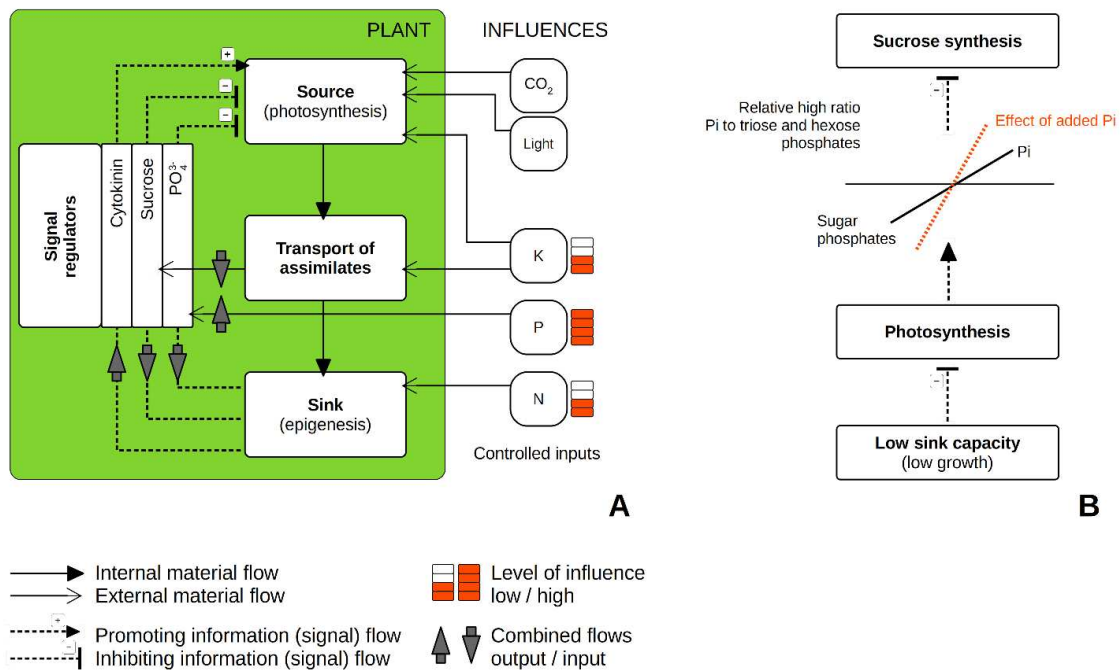 PLANT
INFLUENCES
+
−
−
Source
(photosynthesis)
CO2
Light
Signal
regulators
Cytokinin
Sucrose
PO4 3-
Transport of
assimilates
K
P
Sink
(epigenesis)
N
Controlled inputs
A
Sucrose synthesis
−
Relative high ratio
Pi to triose and hexose
phosphates
Effect of added Pi
Pi
Sugar
phosphates
Photosynthesis
−
Low sink capacity
(low growth)
B
Internal material flow
External material flow
+
Promoting information (signal) flow
−
Inhibiting information (signal) flow
Level of influence
low / high
Combined flows
output / input